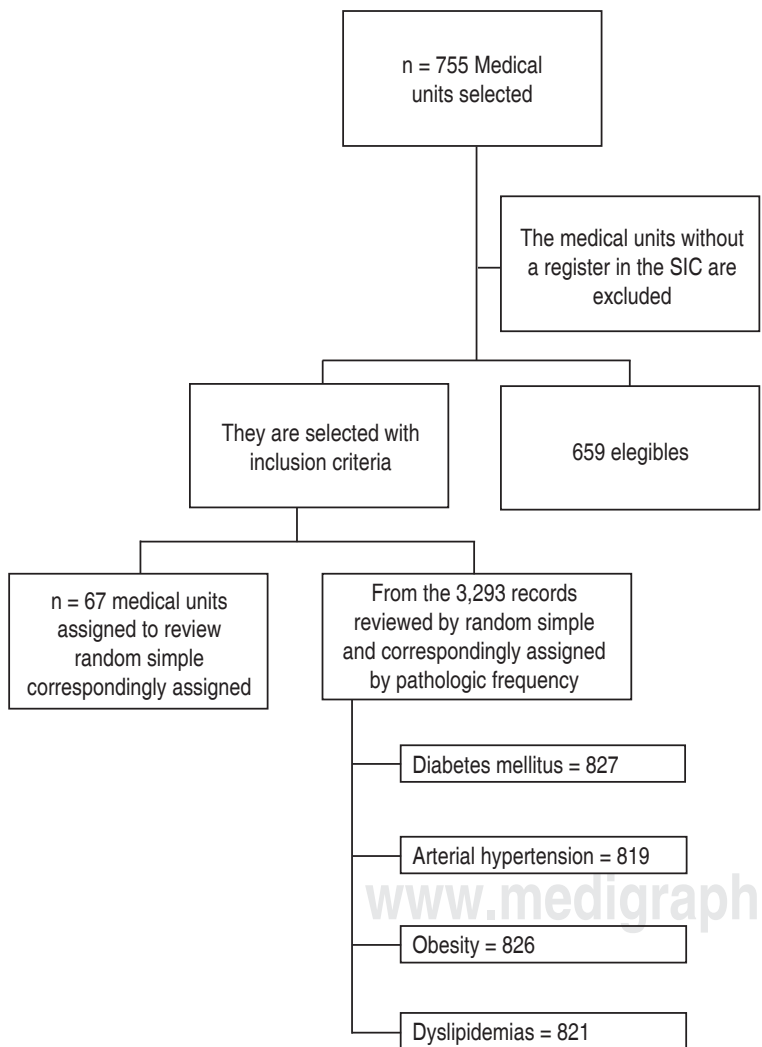 n = 755 Medical
units selected
The medical units without
a register in the SIC are
excluded
They are selected with
inclusion criteria
659 elegibles
n = 67 medical units
assigned to review
random simple
correspondingly assigned
From the 3,293 records
reviewed by random simple
and correspondingly assigned
by pathologic frequency
Diabetes mellitus = 827
Arterial hypertension = 819
www.medigraph
Obesity = 826
Dyslipidemias = 821